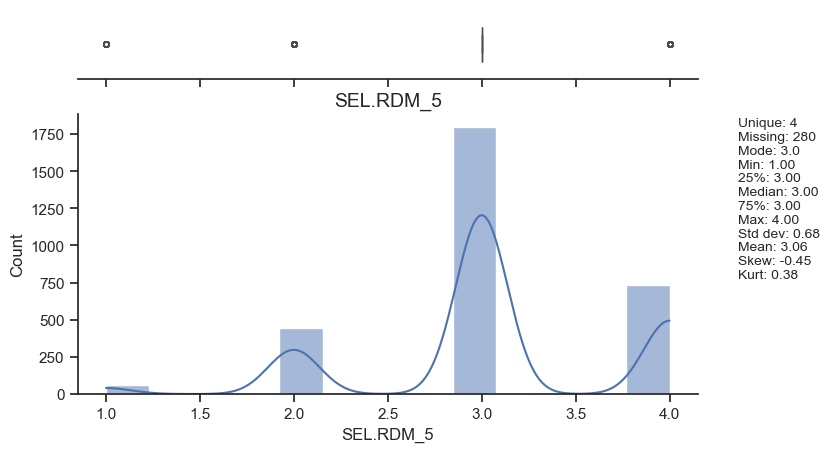 SEL.RDM_5
1750
1500
1250
1000
750
500
250
0
Count
1.0 1.5 2.0 2.5 3.0 3.5 4.0
SEL.RDM_5
Unique: 4
Missing: 280
Mode: 3.0
Min: 1.00
25%: 3.00
Median: 3.00
75%: 3.00
Max: 4.00
Std dev: 0.68
Mean: 3.06
Skew: -0.45
Kurt: 0.38